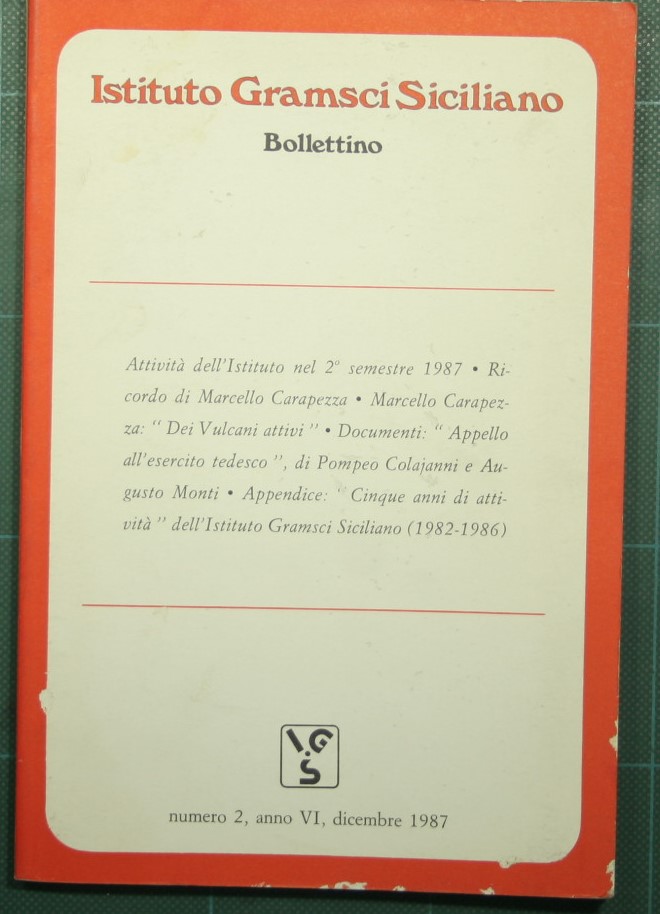 Istituto Gramsci Siciliano
Bollettino
Attività dell'Istituto nel 2° semestre 1987 • Ri-
cordo di Marcello Carapezza • Marcello Carapez-
za: “ Dei Vulcani attivi ” • Documenti: “ Appello
all'esercito tedesco ”, di Pompeo Colajanni e Au-
gusto Monti • Appendice: “ Cinque anni di atti-
vità ” dell'Istituto Gramsci Siciliano (1982-1986)
I.G
S
numero 2, anno VI, dicembre 1987